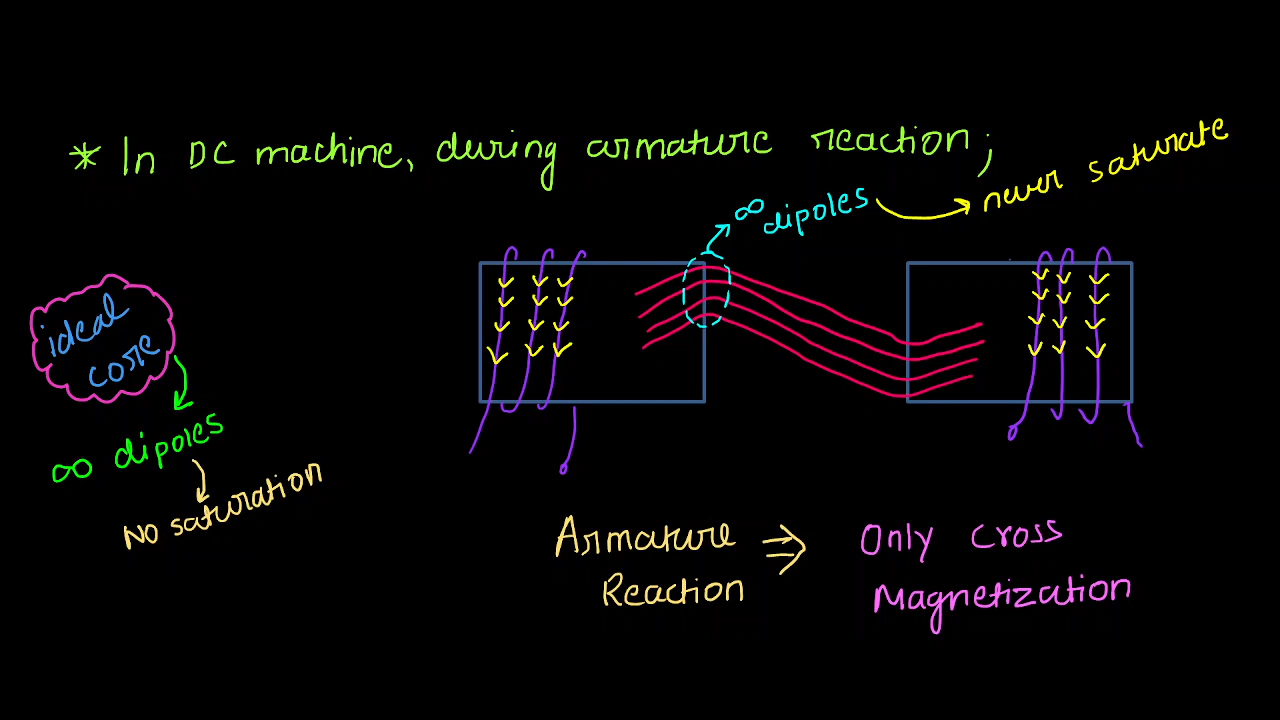 * In DC machine, during armature reaction;
∞ dipoles
never saturate
ideal
core
∞ dipoles
No saturation
Armature
Reaction
⇒
Only Cross
Magnetization